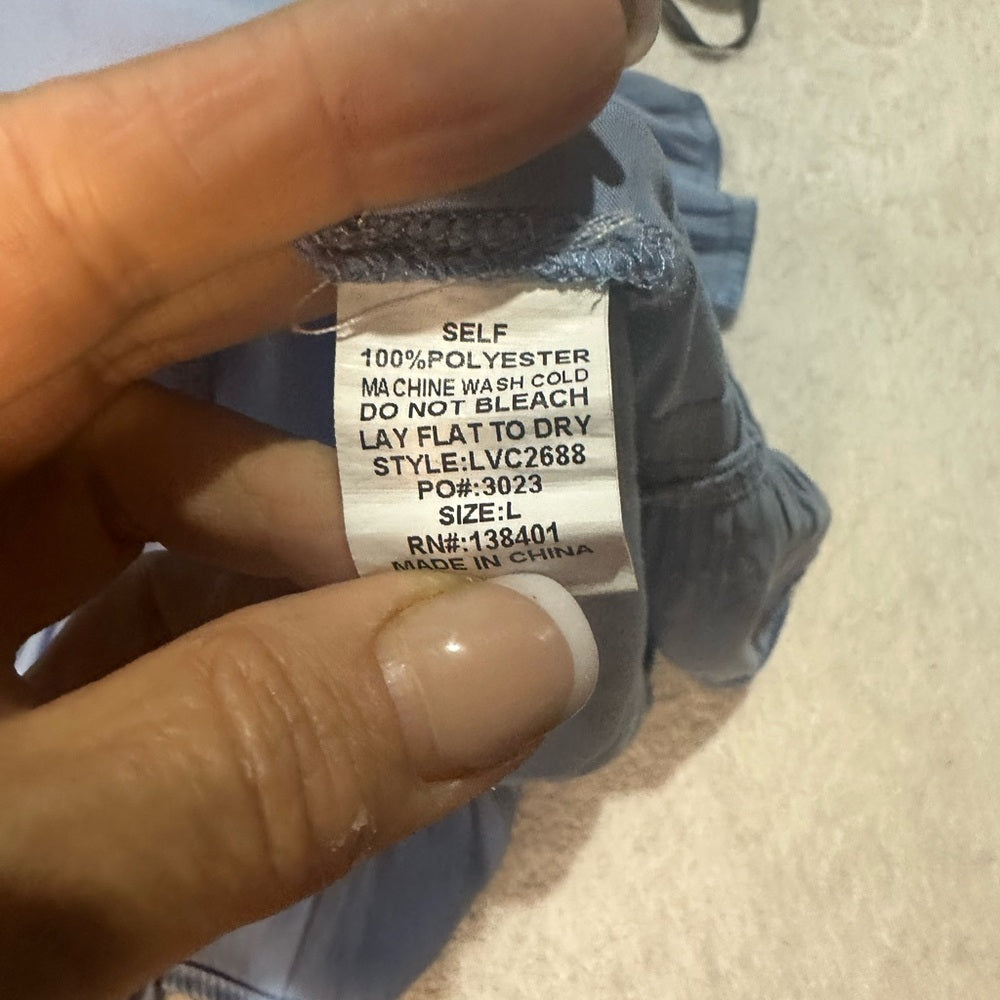 SELF
100%POLYESTER
MACHINE WASH COLD
DO NOT BLEACH
LAY FLAT TO DRY
STYLE:LVC2688
PO#:3023
SIZE:L
RN#:138401
MADE IN CHINA